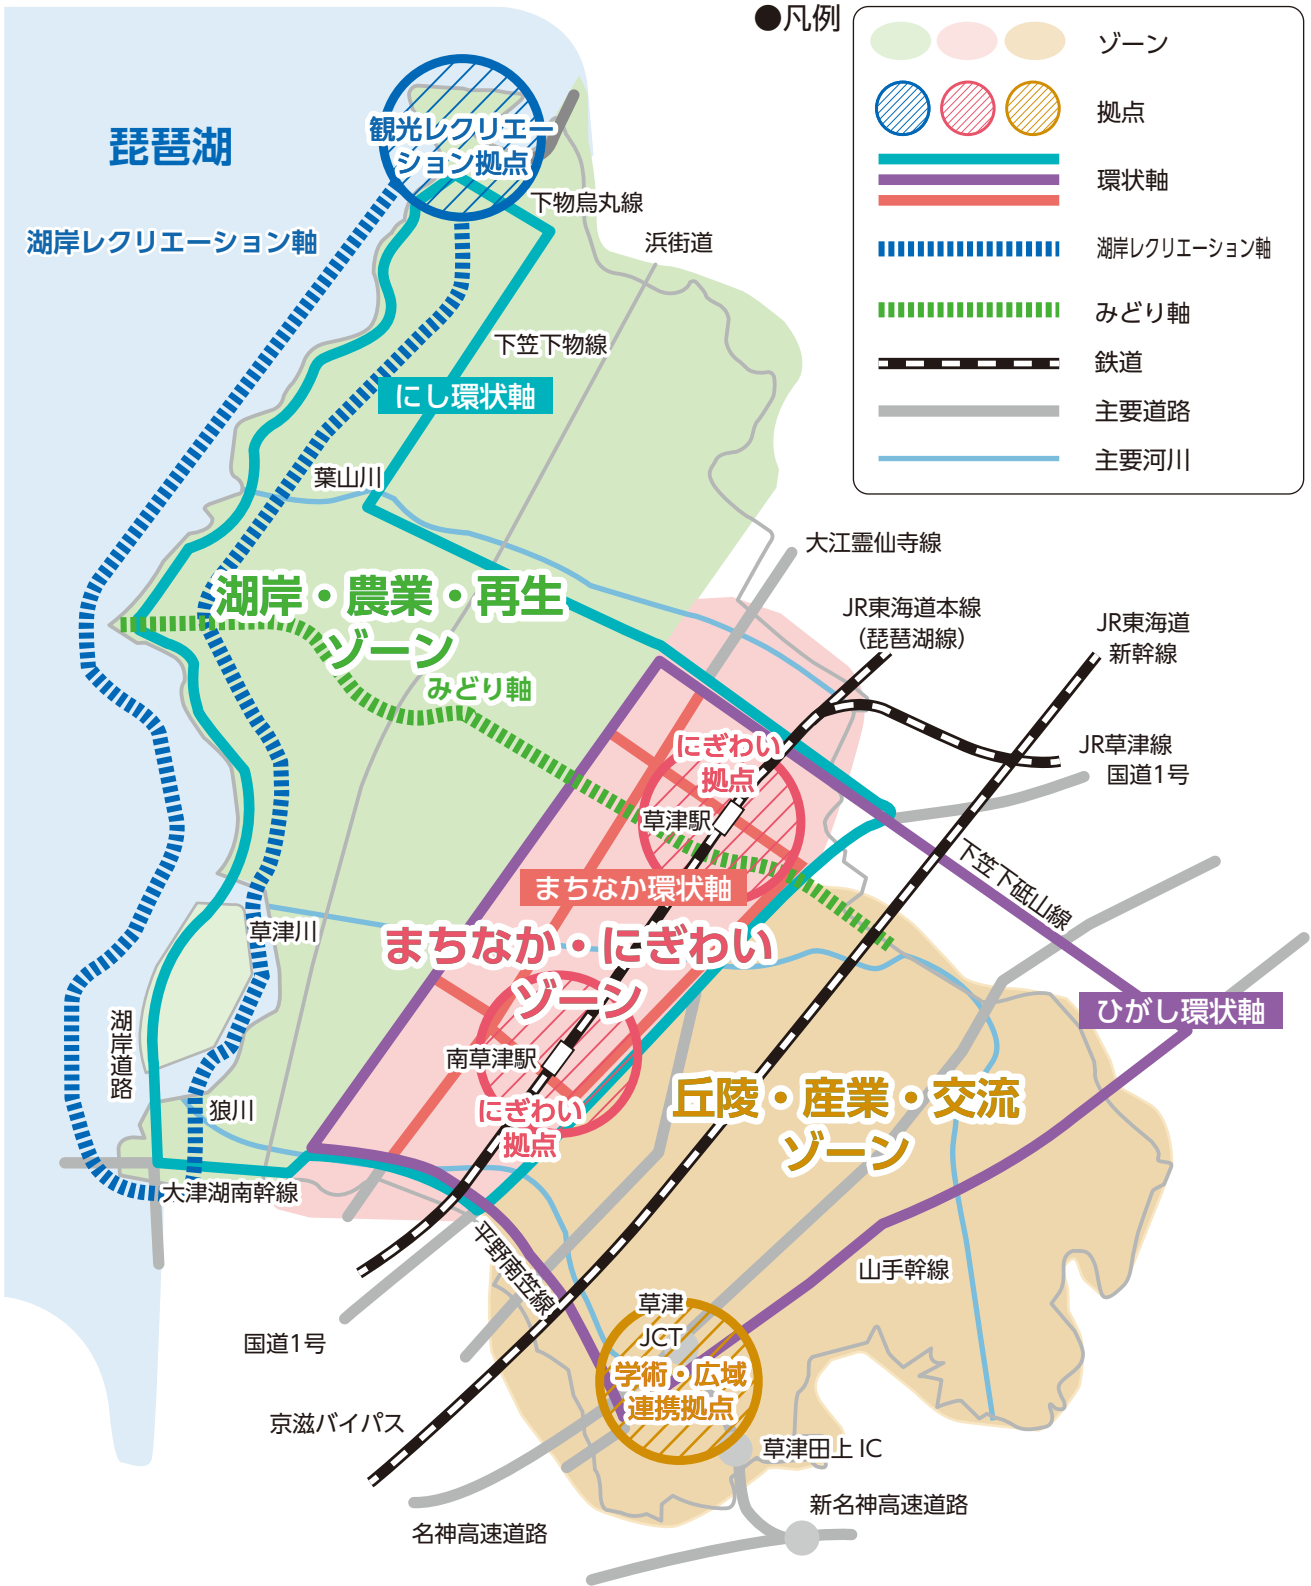 ●凡例
ゾーン
拠点
環状軸
湖岸レクリエーション軸
みどり軸
鉄道
主要道路
主要河川
琵琶湖
湖岸レクリエーション軸
観光レクリエー
ション拠点
下物烏丸線
浜街道
下笠下物線
にし環状軸
葉山川
大江霊仙寺線
湖岸・農業・再生
ゾーン
みどり軸
JR東海道本線
（琵琶湖線）
JR東海道
新幹線
JR草津線
国道1号
にぎわい
拠点
草津駅
下笠下砥山線
まちなか環状軸
まちなか・にぎわい
ゾーン
草津川
ひがし環状軸
湖岸道路
南草津駅
にぎわい
拠点
狼川
丘陵・産業・交流
ゾーン
大津湖南幹線
平野南笠線
山手幹線
草津
JCT
学術・広域
連携拠点
国道1号
京滋バイパス
草津田上 IC
新名神高速道路
名神高速道路